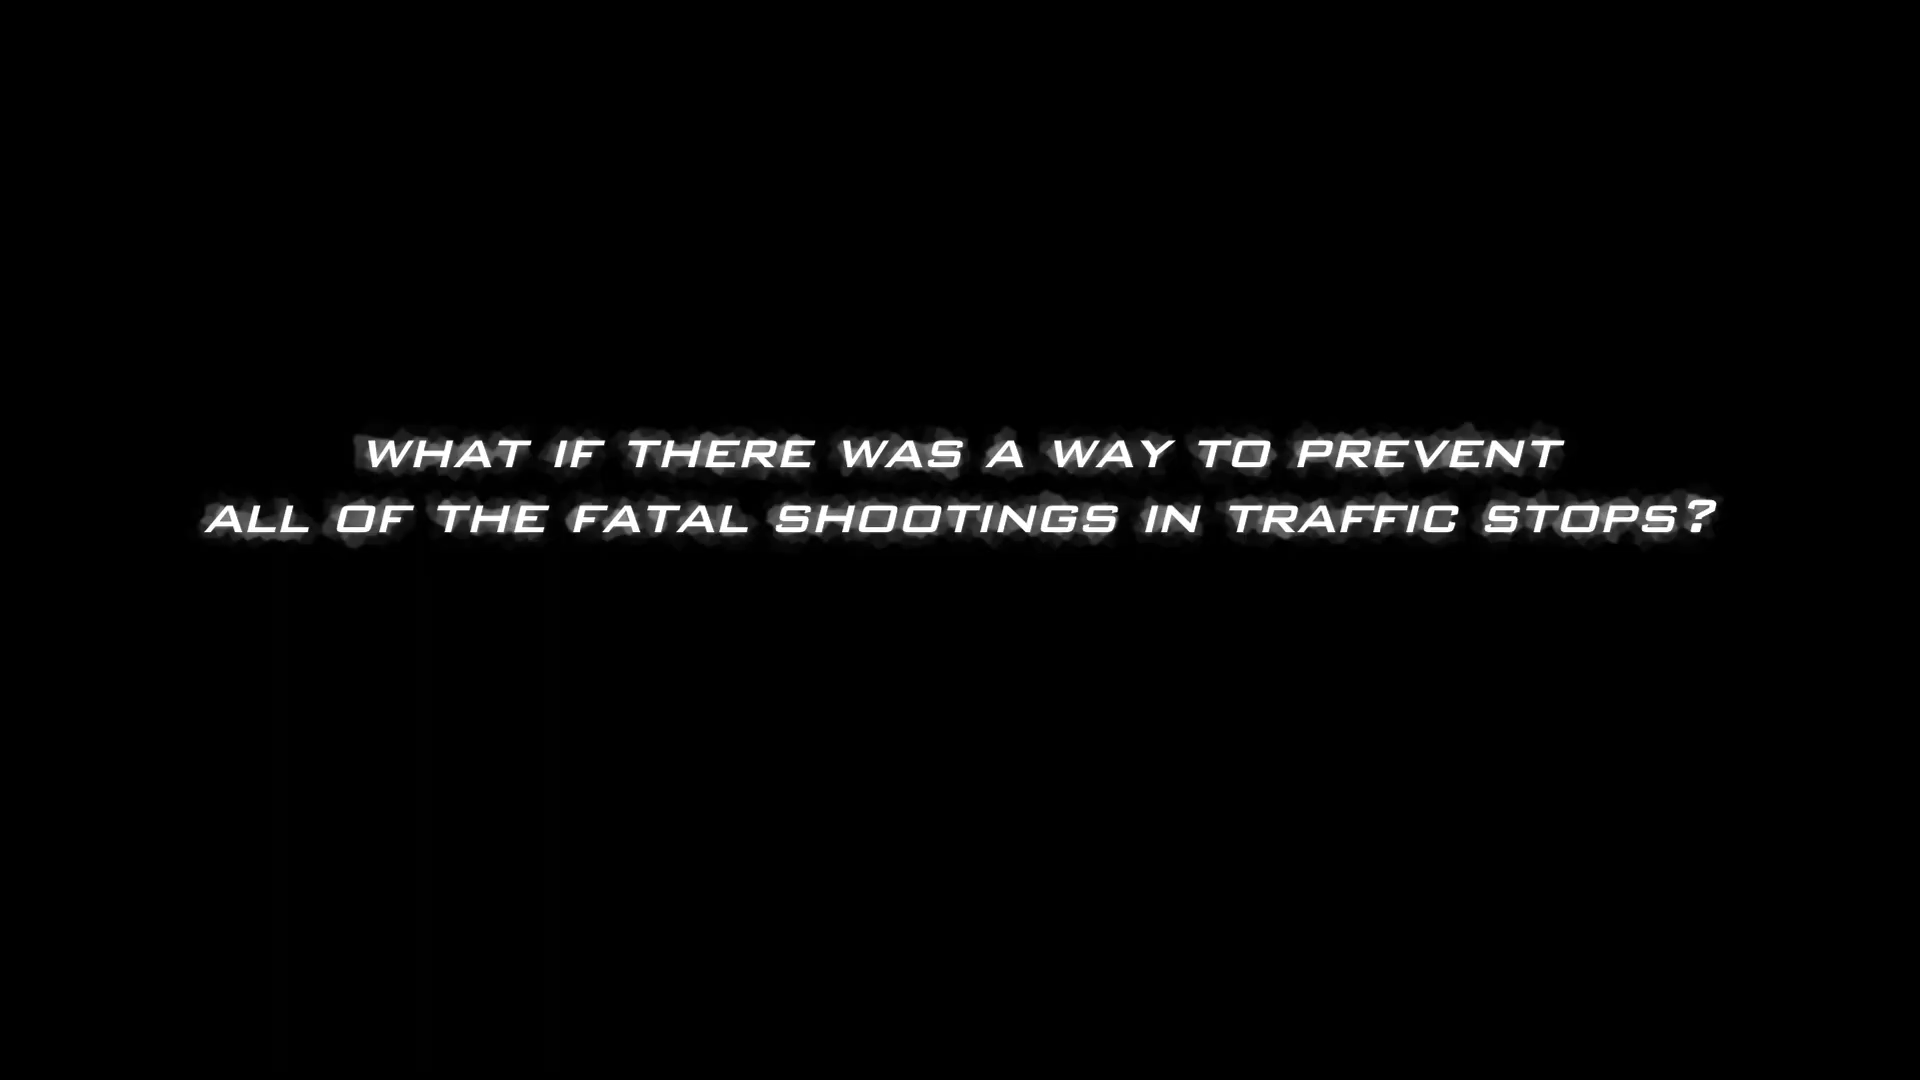 WHAT IF THERE WAS A WAY TO PREVENT
ALL OF THE FATAL SHOOTINGS IN TRAFFIC STOPS?